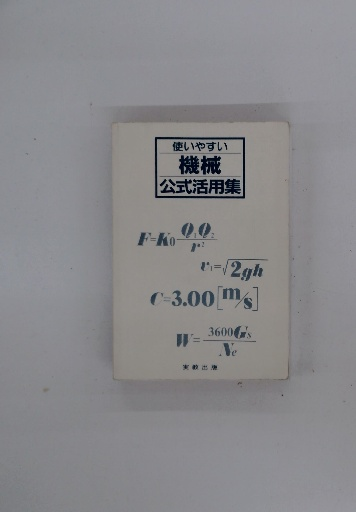 使いやすい
機械
公式活用集
F=K0 Q1Q2/r²
v1=√2gh
C=3.00[m/s]
W=3600Gs/Ne
実教出版